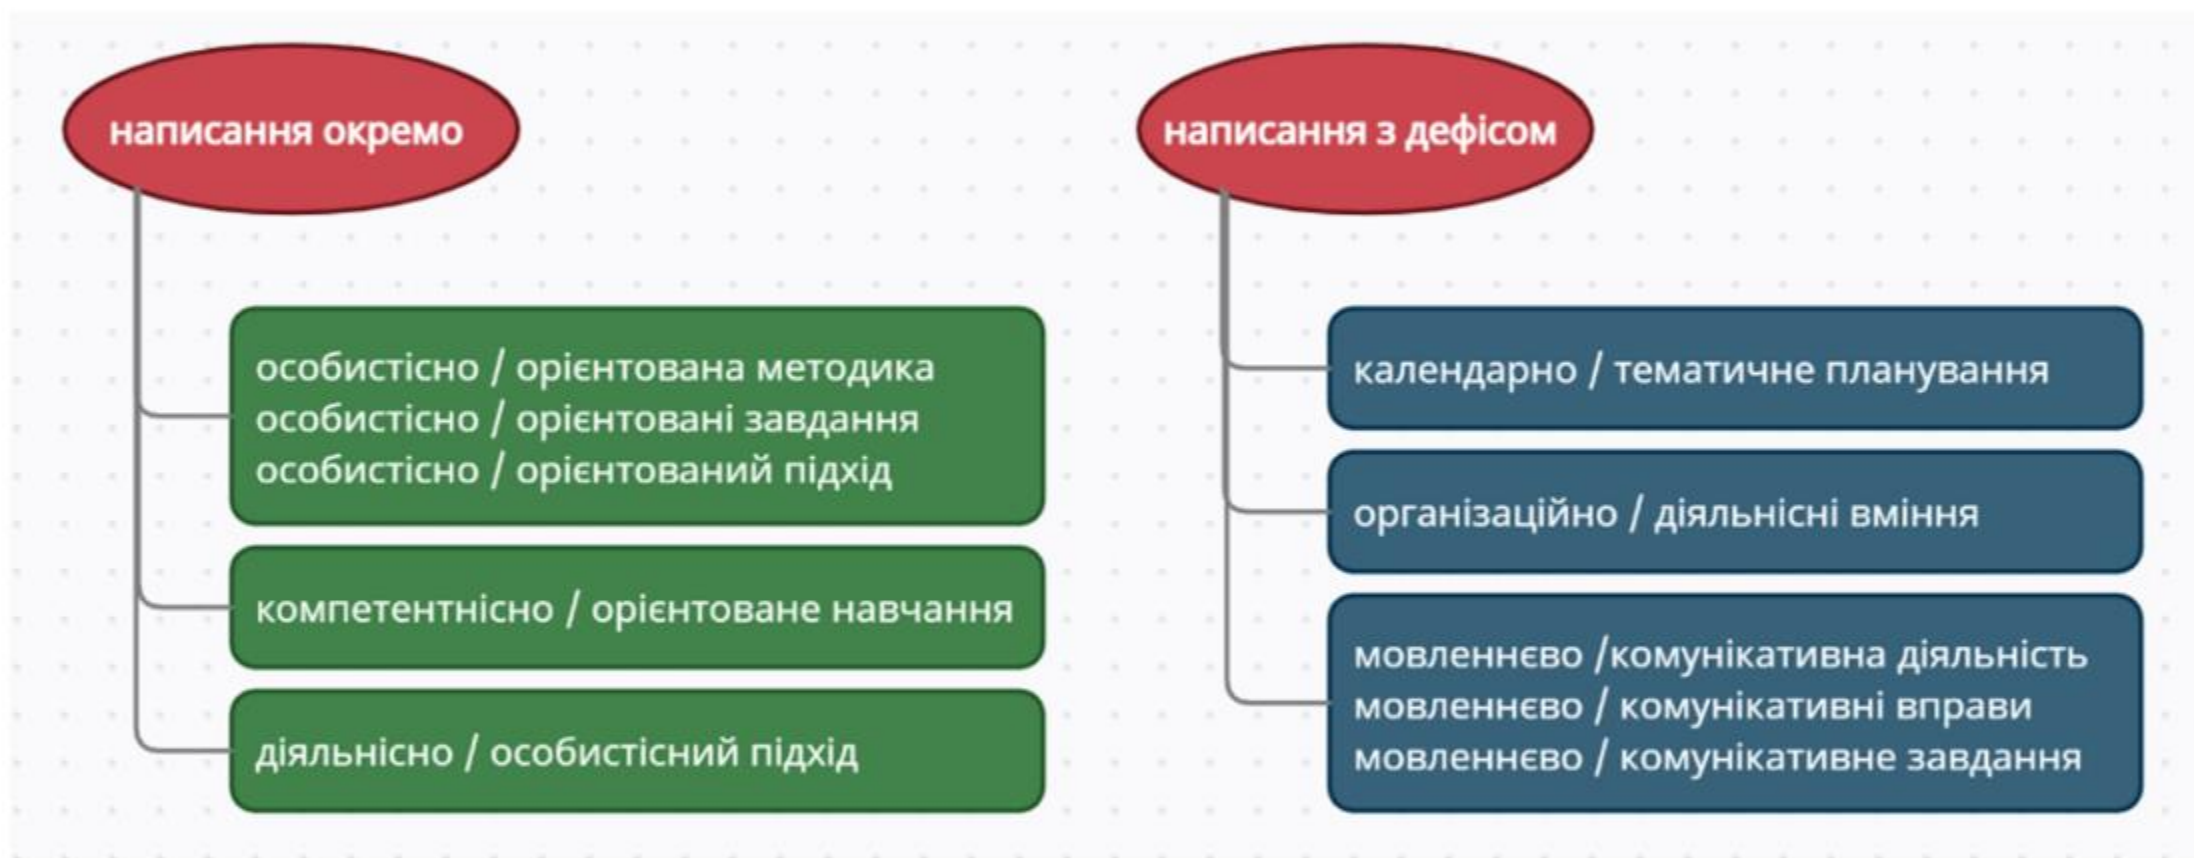 написання окремо
особистісно / орієнтована методика
особистісно / орієнтовані завдання
особистісно / орієнтований підхід
компетентнісно / орієнтоване навчання
діяльнісно / особистісний підхід
написання з дефісом
календарно / тематичне планування
організаційно / діяльнісні вміння
мовленнєво /комунікативна діяльність
мовленнєво / комунікативні вправи
мовленнєво / комунікативне завдання